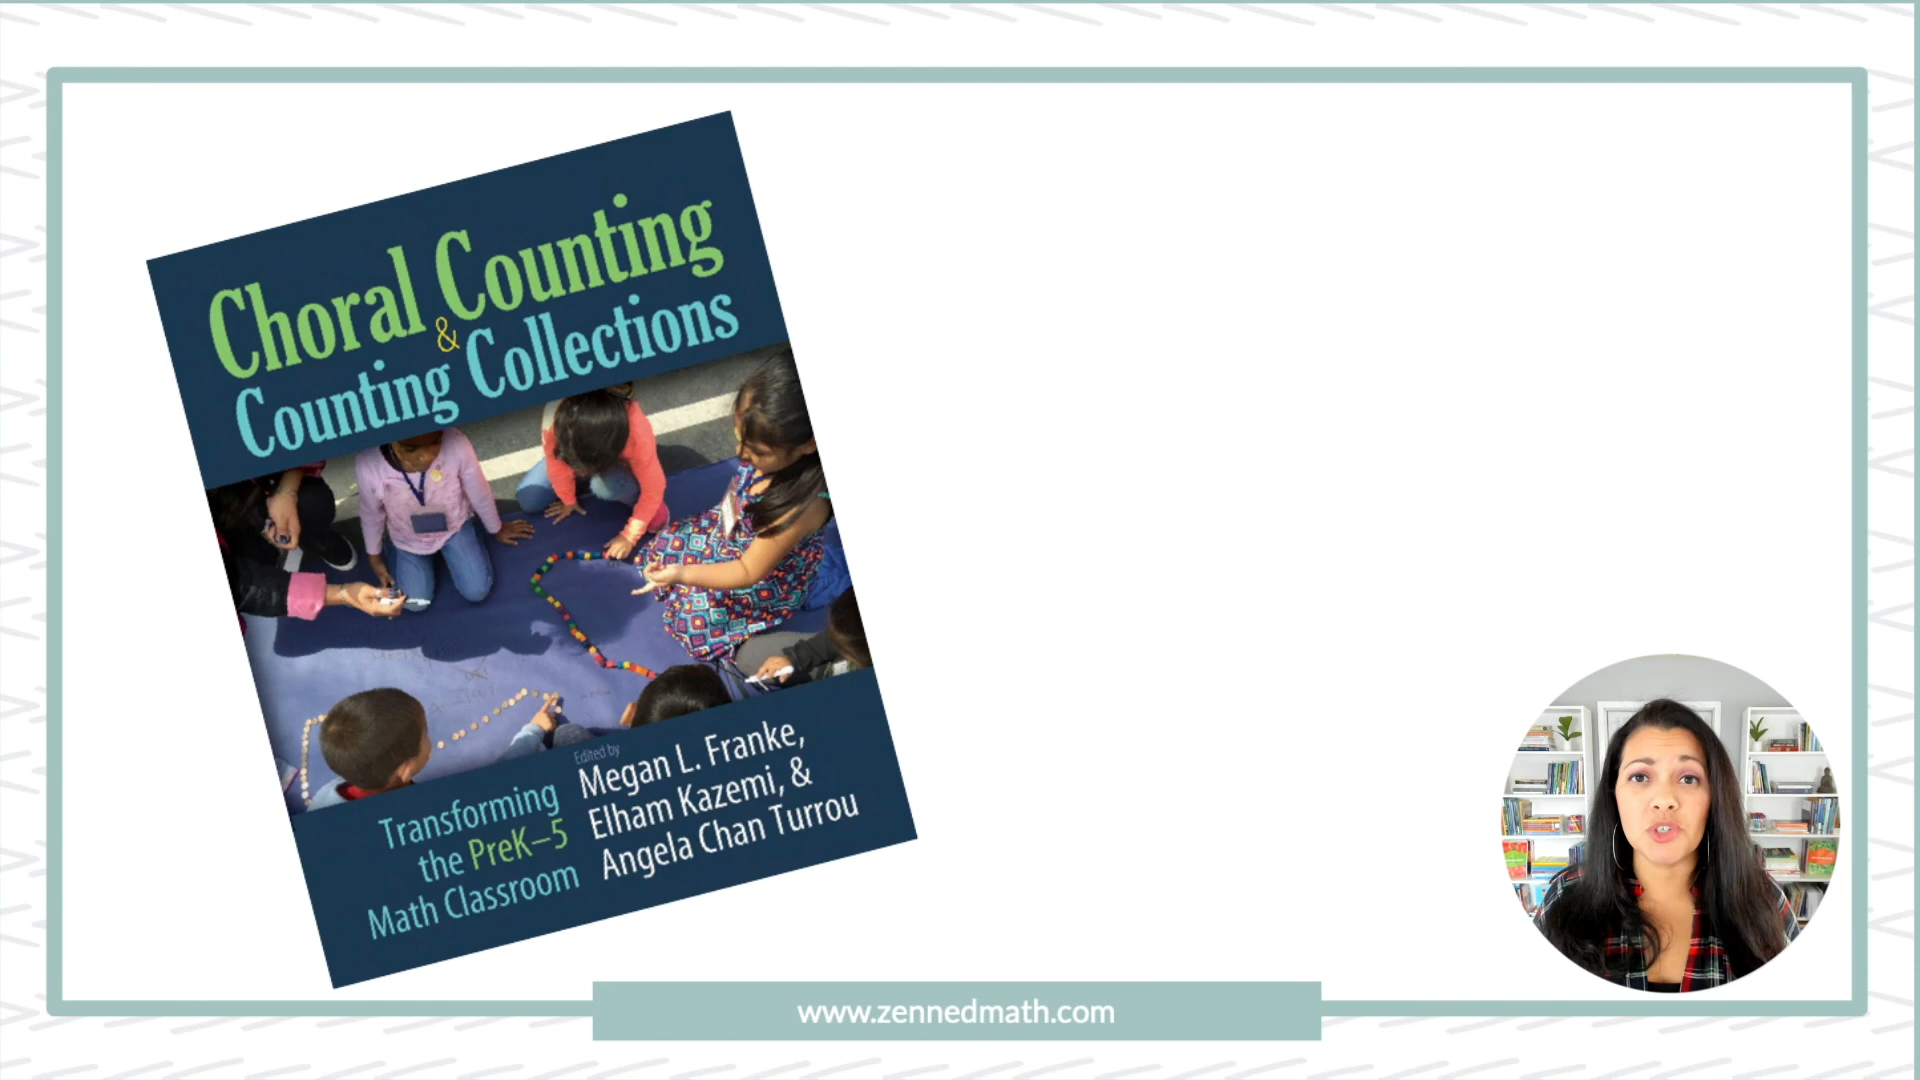 Choral Counting
&
Counting Collections
Edited by
Megan L. Franke,
Elham Kazemi, &
Angela Chan Turrou
Transforming
the PreK–5
Math Classroom
www.zennedmath.com